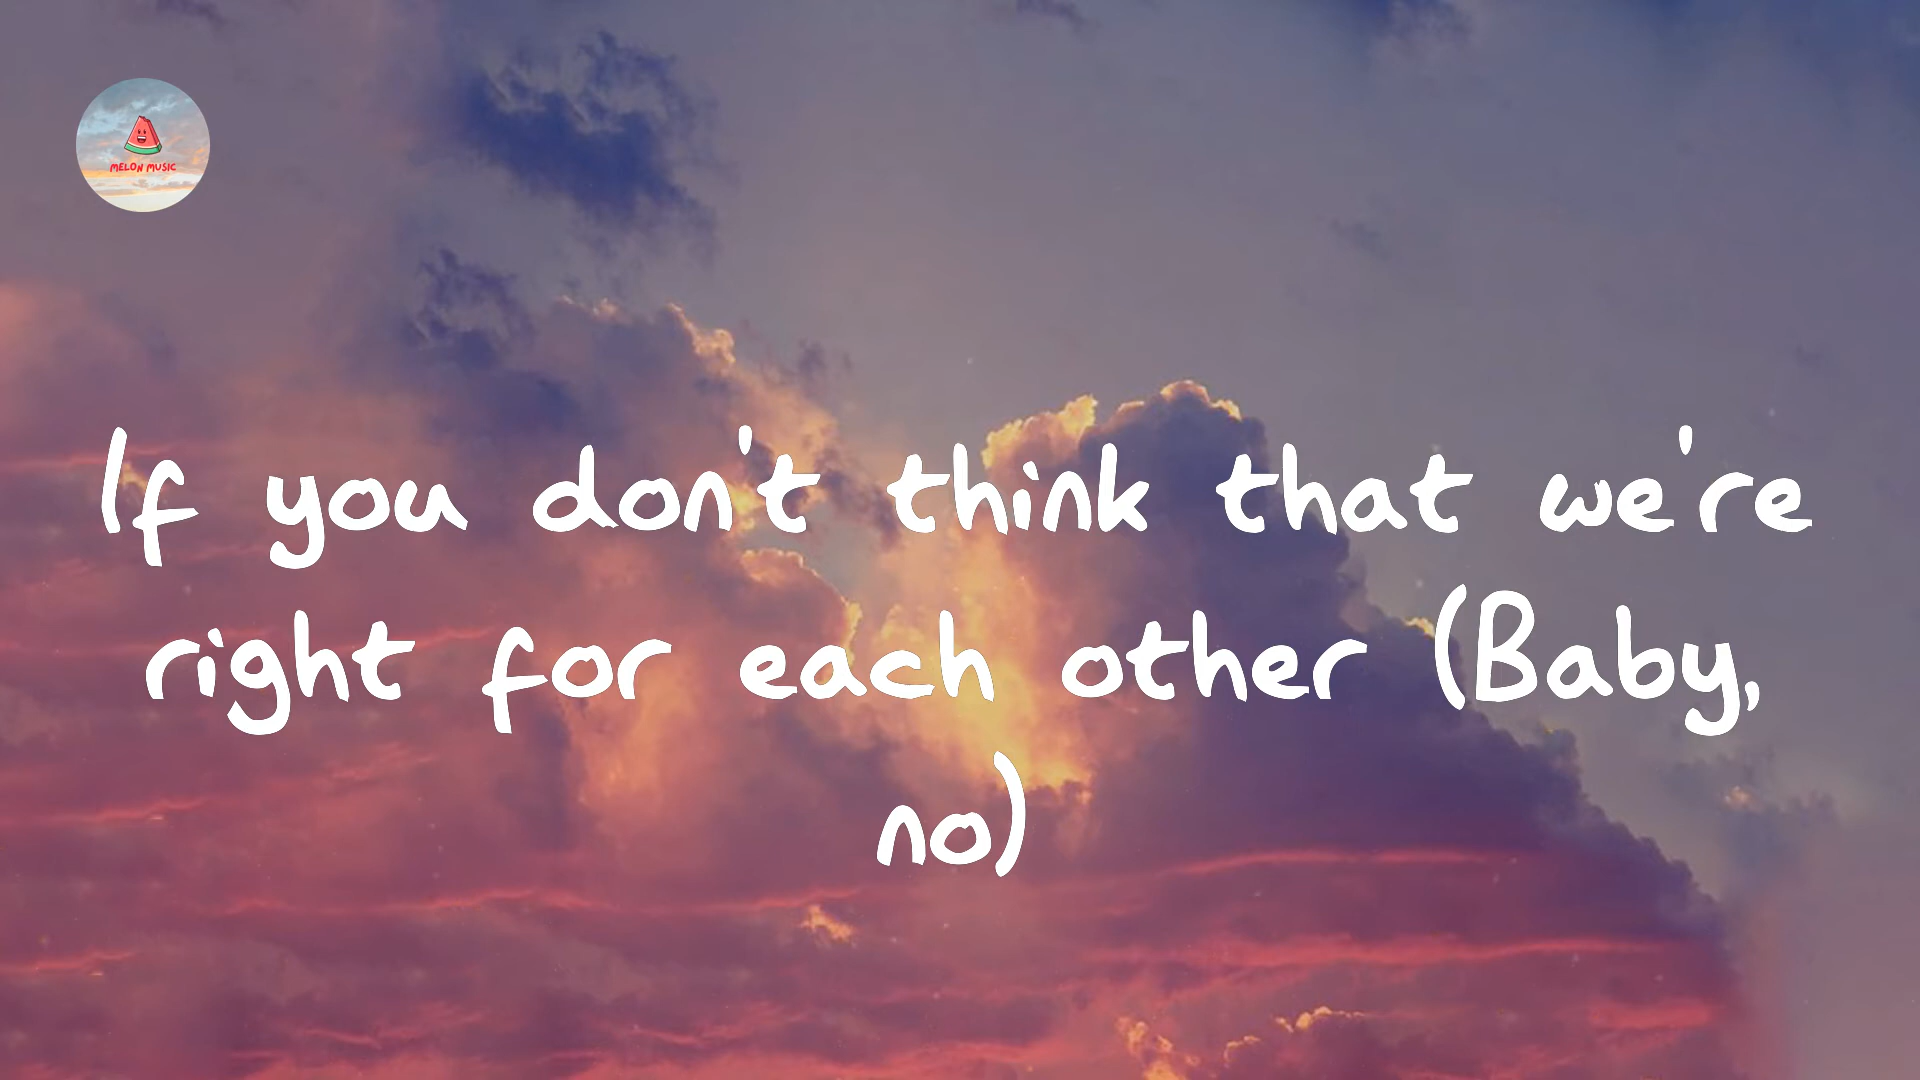 MELON MUSIC
If you don't think that we're
right for each other (Baby,
no)